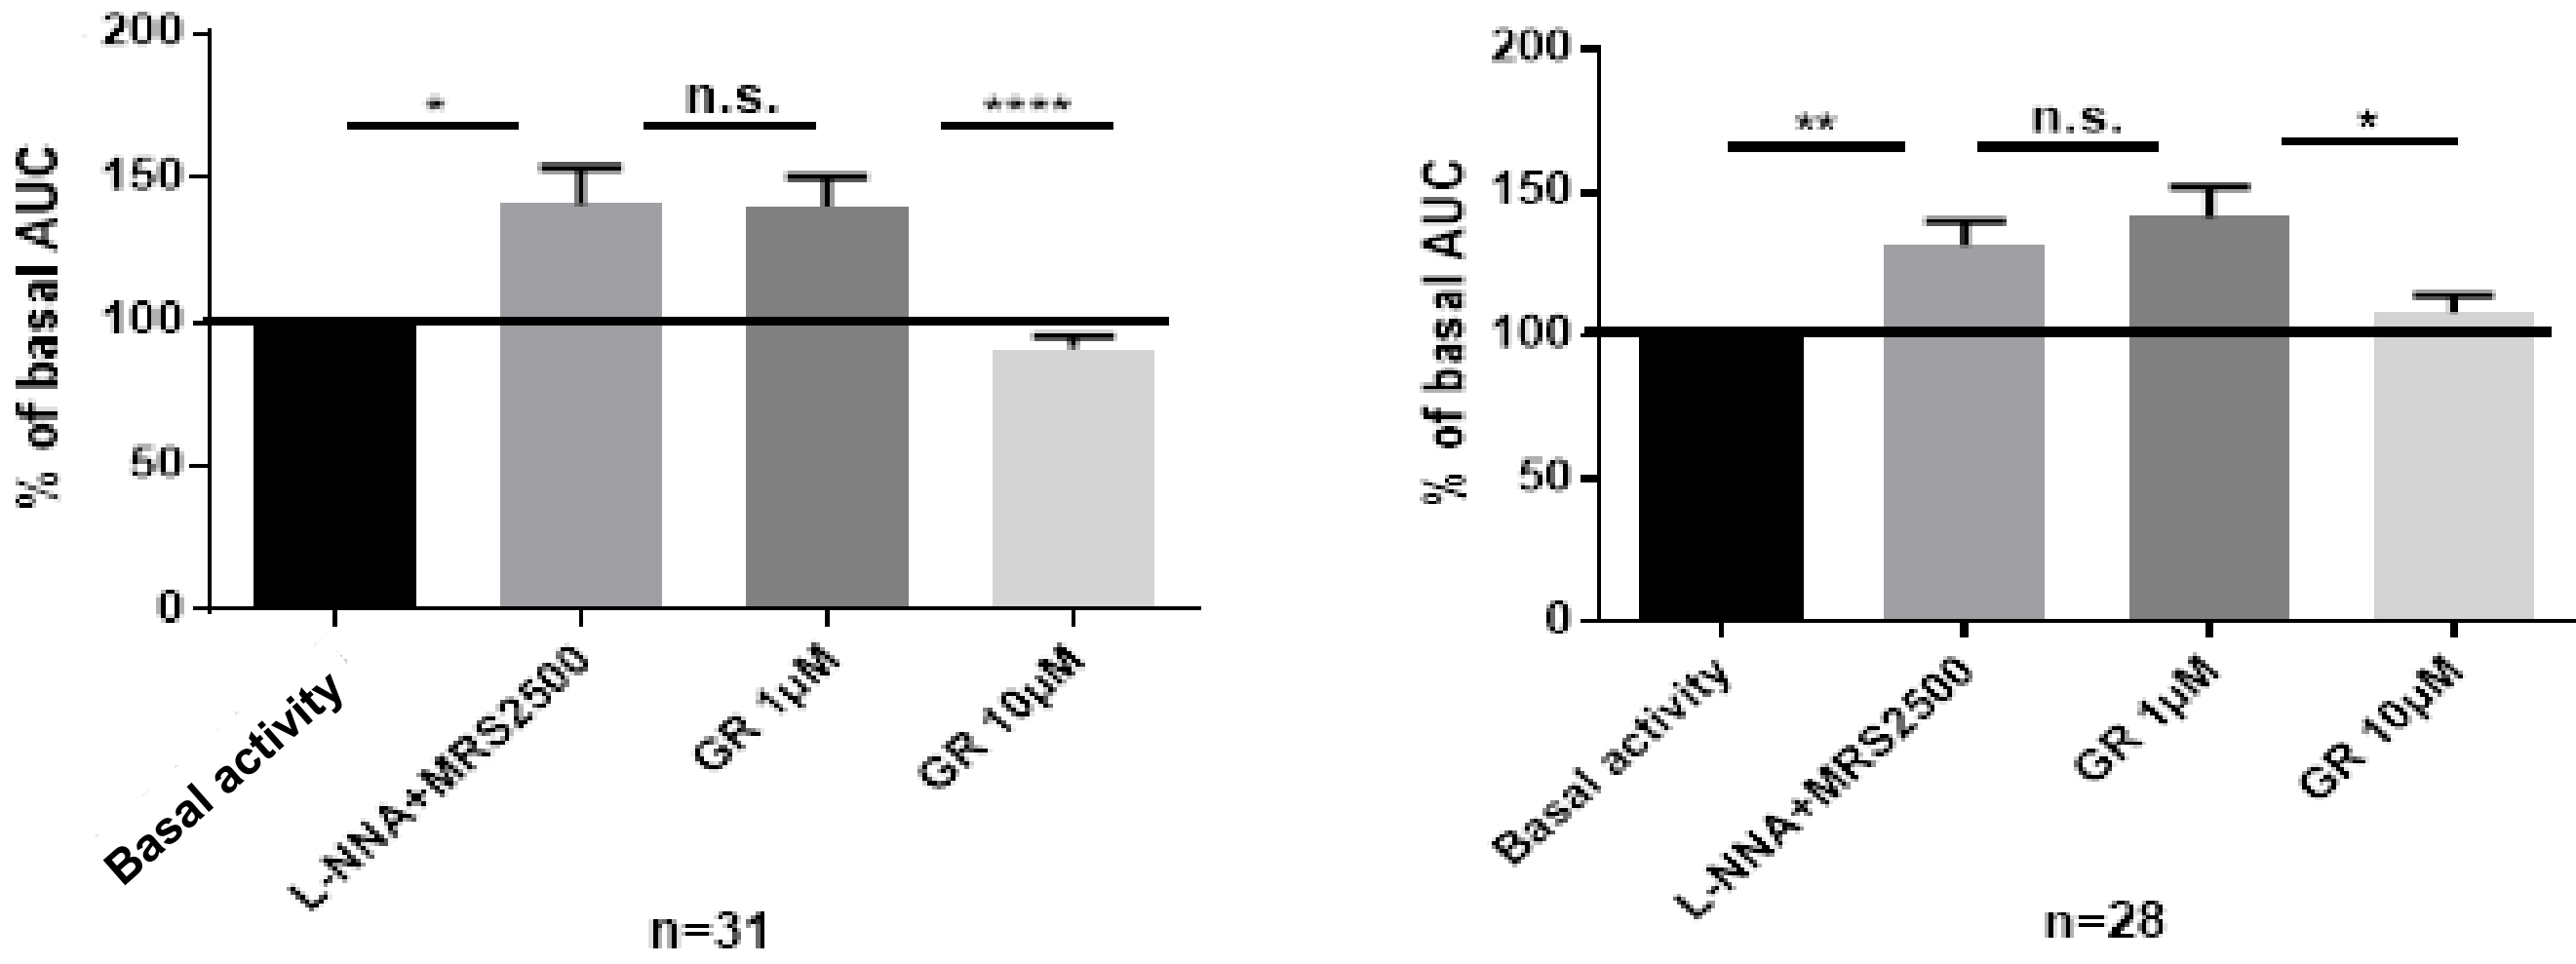 % of basal AUC
200
150
100
50
0
*
n.s.
****
Basal activity
L-NNA+MRS2500
GR 1µM
GR 10µM
n=31
% of basal AUC
200
150
100
50
0
**
n.s.
*
Basal activity
L-NNA+MRS2500
GR 1µM
GR 10µM
n=28